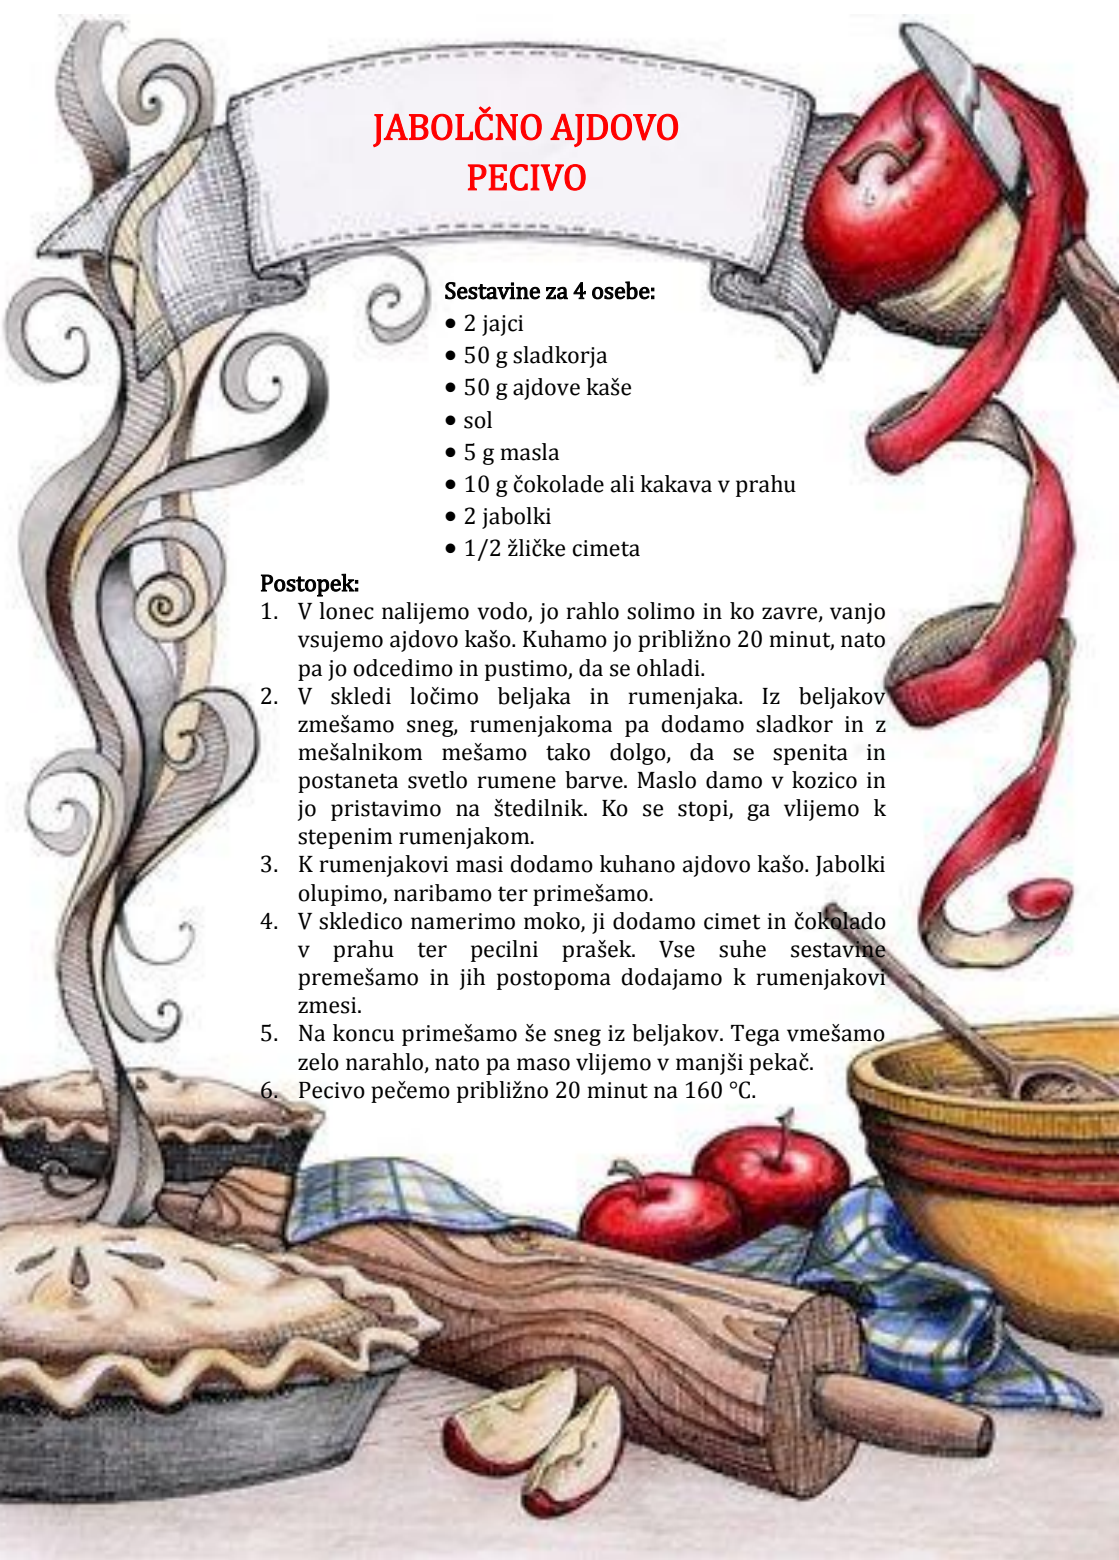 JABOLČNO AJDOVO
PECIVO
Sestavine za 4 osebe:
• 2 jajci
• 50 g sladkorja
• 50 g ajdove kaše
• sol
• 5 g masla
• 10 g čokolade ali kakava v prahu
• 2 jabolki
• 1/2 žličke cimeta
Postopek:
1. V lonec nalijemo vodo, jo rahlo solimo in ko zavre, vanjo
vsujemo ajdovo kašo. Kuhamo jo približno 20 minut, nato
pa jo odcedimo in pustimo, da se ohladi.
2. V skledi ločimo beljaka in rumenjaka. Iz beljakov
zmešamo sneg, rumenjakoma pa dodamo sladkor in z
mešalnikom mešamo tako dolgo, da se spenita in
postaneta svetlo rumene barve. Maslo damo v kozico in
jo pristavimo na štedilnik. Ko se stopi, ga vlijemo k
stepenim rumenjakom.
3. K rumenjakovi masi dodamo kuhano ajdovo kašo. Jabolki
olupimo, naribamo ter primešamo.
4. V skledico namerimo moko, ji dodamo cimet in čokolado
v prahu ter pecilni prašek. Vse suhe sestavine
premešamo in jih postopoma dodajamo k rumenjakovi
zmesi.
5. Na koncu primešamo še sneg iz beljakov. Tega vmešamo
zelo narahlo, nato pa maso vlijemo v manjši pekač.
6. Pecivo pečemo približno 20 minut na 160 °C.